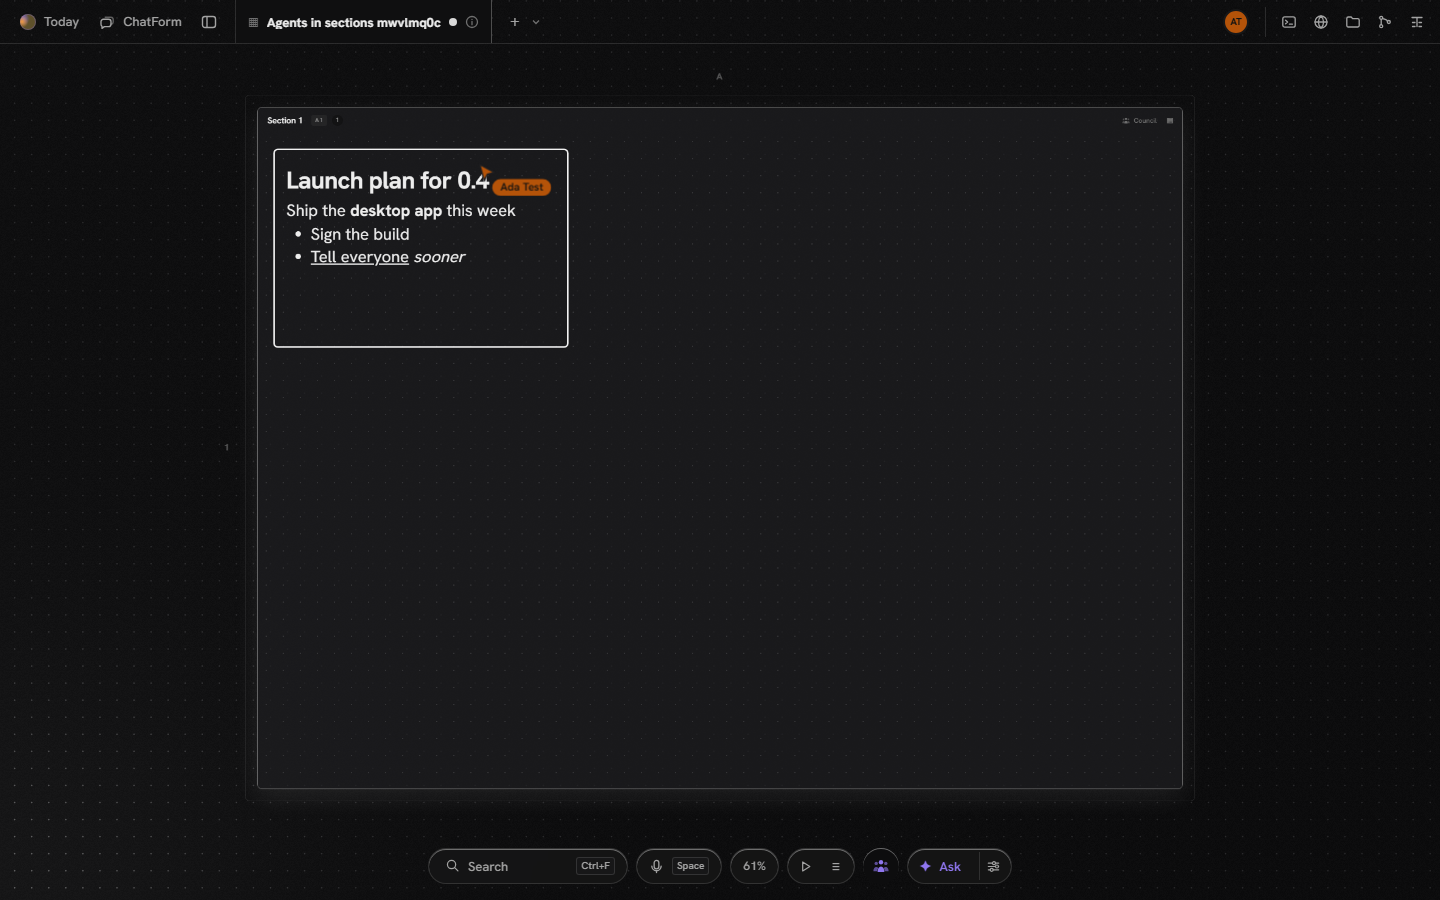 Today
ChatForm
Agents in sections mwvlmq0c
AT
A
Section 1
A1
1
Council
Launch plan for 0.4
Ada Test
Ship the desktop app this week
Sign the build
Tell everyone sooner
1
Search
Ctrl+F
Space
61%
Ask